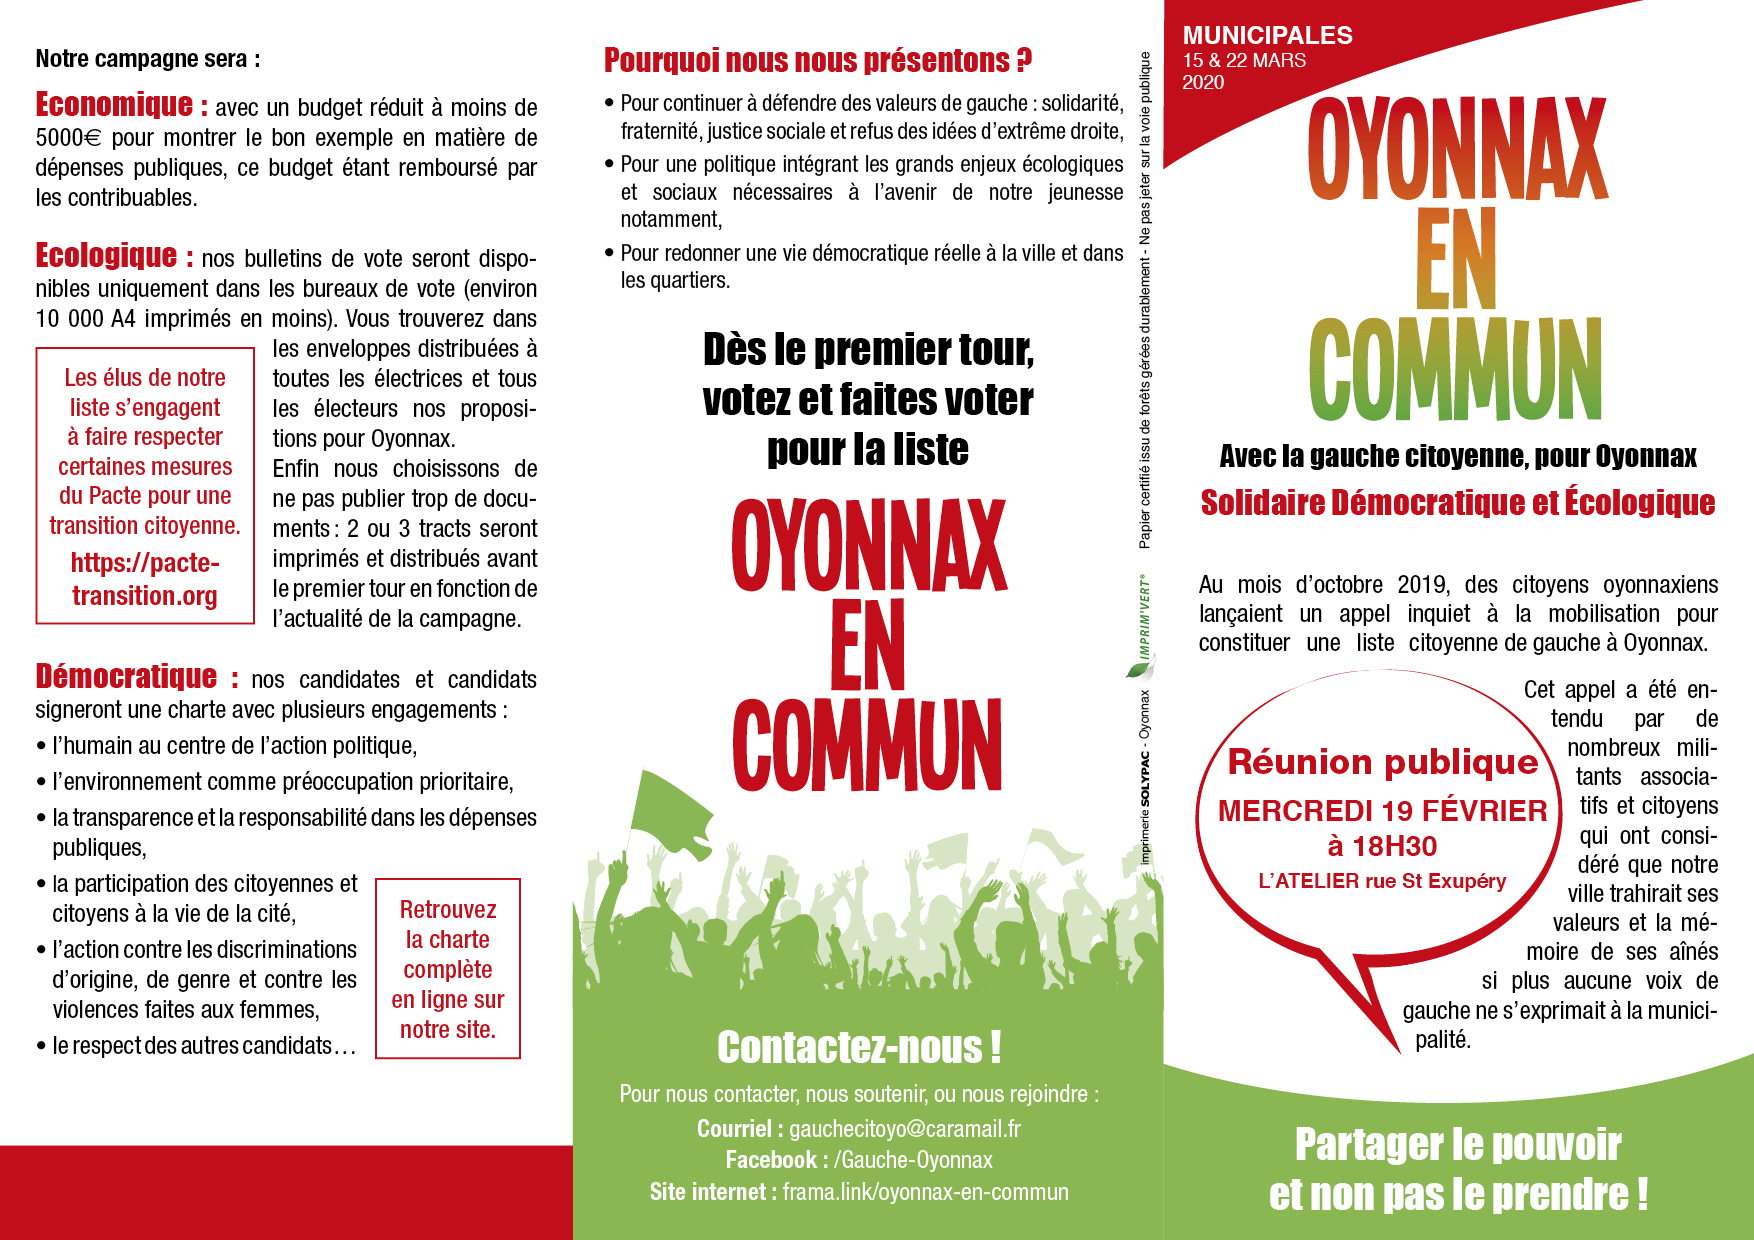 Notre campagne sera :
Economique : avec un budget réduit à moins de
5000€ pour montrer le bon exemple en matière de
dépenses publiques, ce budget étant remboursé par
les contribuables.
Ecologique : nos bulletins de vote seront dispo-
nibles uniquement dans les bureaux de vote (environ
10 000 A4 imprimés en moins). Vous trouverez dans
les enveloppes distribuées à
toutes les électrices et tous
les électeurs nos proposi-
tions pour Oyonnax.
Enfin nous choisissons de
ne pas publier trop de docu-
ments : 2 ou 3 tracts seront
imprimés et distribués avant
le premier tour en fonction de
l’actualité de la campagne.
Les élus de notre
liste s’engagent
à faire respecter
certaines mesures
du Pacte pour une
transition citoyenne.
https://pacte-
transition.org
Démocratique : nos candidates et candidats
signeront une charte avec plusieurs engagements :
• l’humain au centre de l’action politique,
• l’environnement comme préoccupation prioritaire,
• la transparence et la responsabilité dans les dépenses
publiques,
• la participation des citoyennes et
citoyens à la vie de la cité,
• l’action contre les discriminations
d’origine, de genre et contre les
violences faites aux femmes,
• le respect des autres candidats…
Retrouvez
la charte
complète
en ligne sur
notre site.
Pourquoi nous nous présentons ?
• Pour continuer à défendre des valeurs de gauche : solidarité,
fraternité, justice sociale et refus des idées d’extrême droite,
• Pour une politique intégrant les grands enjeux écologiques
et sociaux nécessaires à l’avenir de notre jeunesse
notamment,
• Pour redonner une vie démocratique réelle à la ville et dans
les quartiers.
Dès le premier tour,
votez et faites voter
pour la liste
OYONNAX
EN
COMMUN
Contactez-nous !
Pour nous contacter, nous soutenir, ou nous rejoindre :
Courriel : gauchecitoyo@caramail.fr
Facebook : /Gauche-Oyonnax
Site internet : frama.link/oyonnax-en-commun
imprimerie SOLYPAC - Oyonnax IMPRIM'VERT® Papier certifié issu de forêts gérées durablement - Ne pas jeter sur la voie publique
MUNICIPALES
15 & 22 MARS
2020
OYONNAX
EN
COMMUN
Avec la gauche citoyenne, pour Oyonnax
Solidaire Démocratique et Écologique
Au mois d’octobre 2019, des citoyens oyonnaxiens
lançaient un appel inquiet à la mobilisation pour
constituer une liste citoyenne de gauche à Oyonnax.
Cet appel a été en-
tendu par de
nombreux mili-
tants associa-
tifs et citoyens
qui ont consi-
déré que notre
ville trahirait ses
valeurs et la mé-
moire de ses aînés
si plus aucune voix de
gauche ne s’exprimait à la munici-
palité.
Réunion publique
MERCREDI 19 FÉVRIER
à 18H30
L’ATELIER rue St Exupéry
Partager le pouvoir
et non pas le prendre !